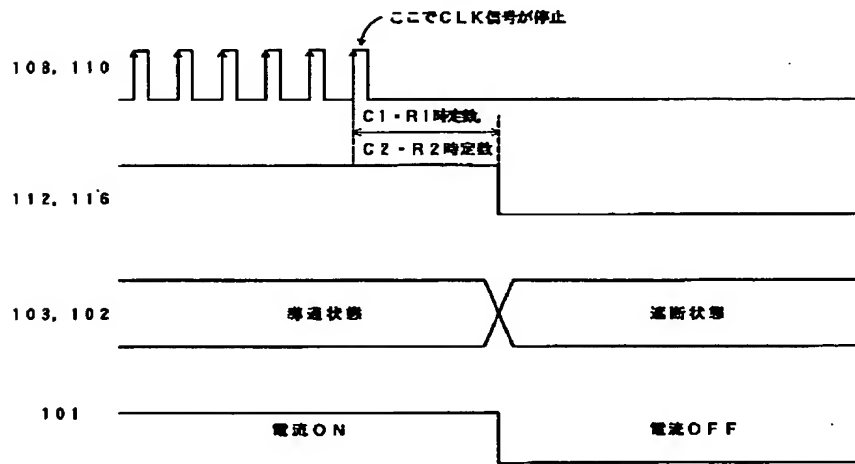 ここでCLK信号が停止
108, 110
C1・R1時定数
C2・R2時定数
112, 116
103, 102
導通状態
遮断状態
101
電流ON
電流OFF